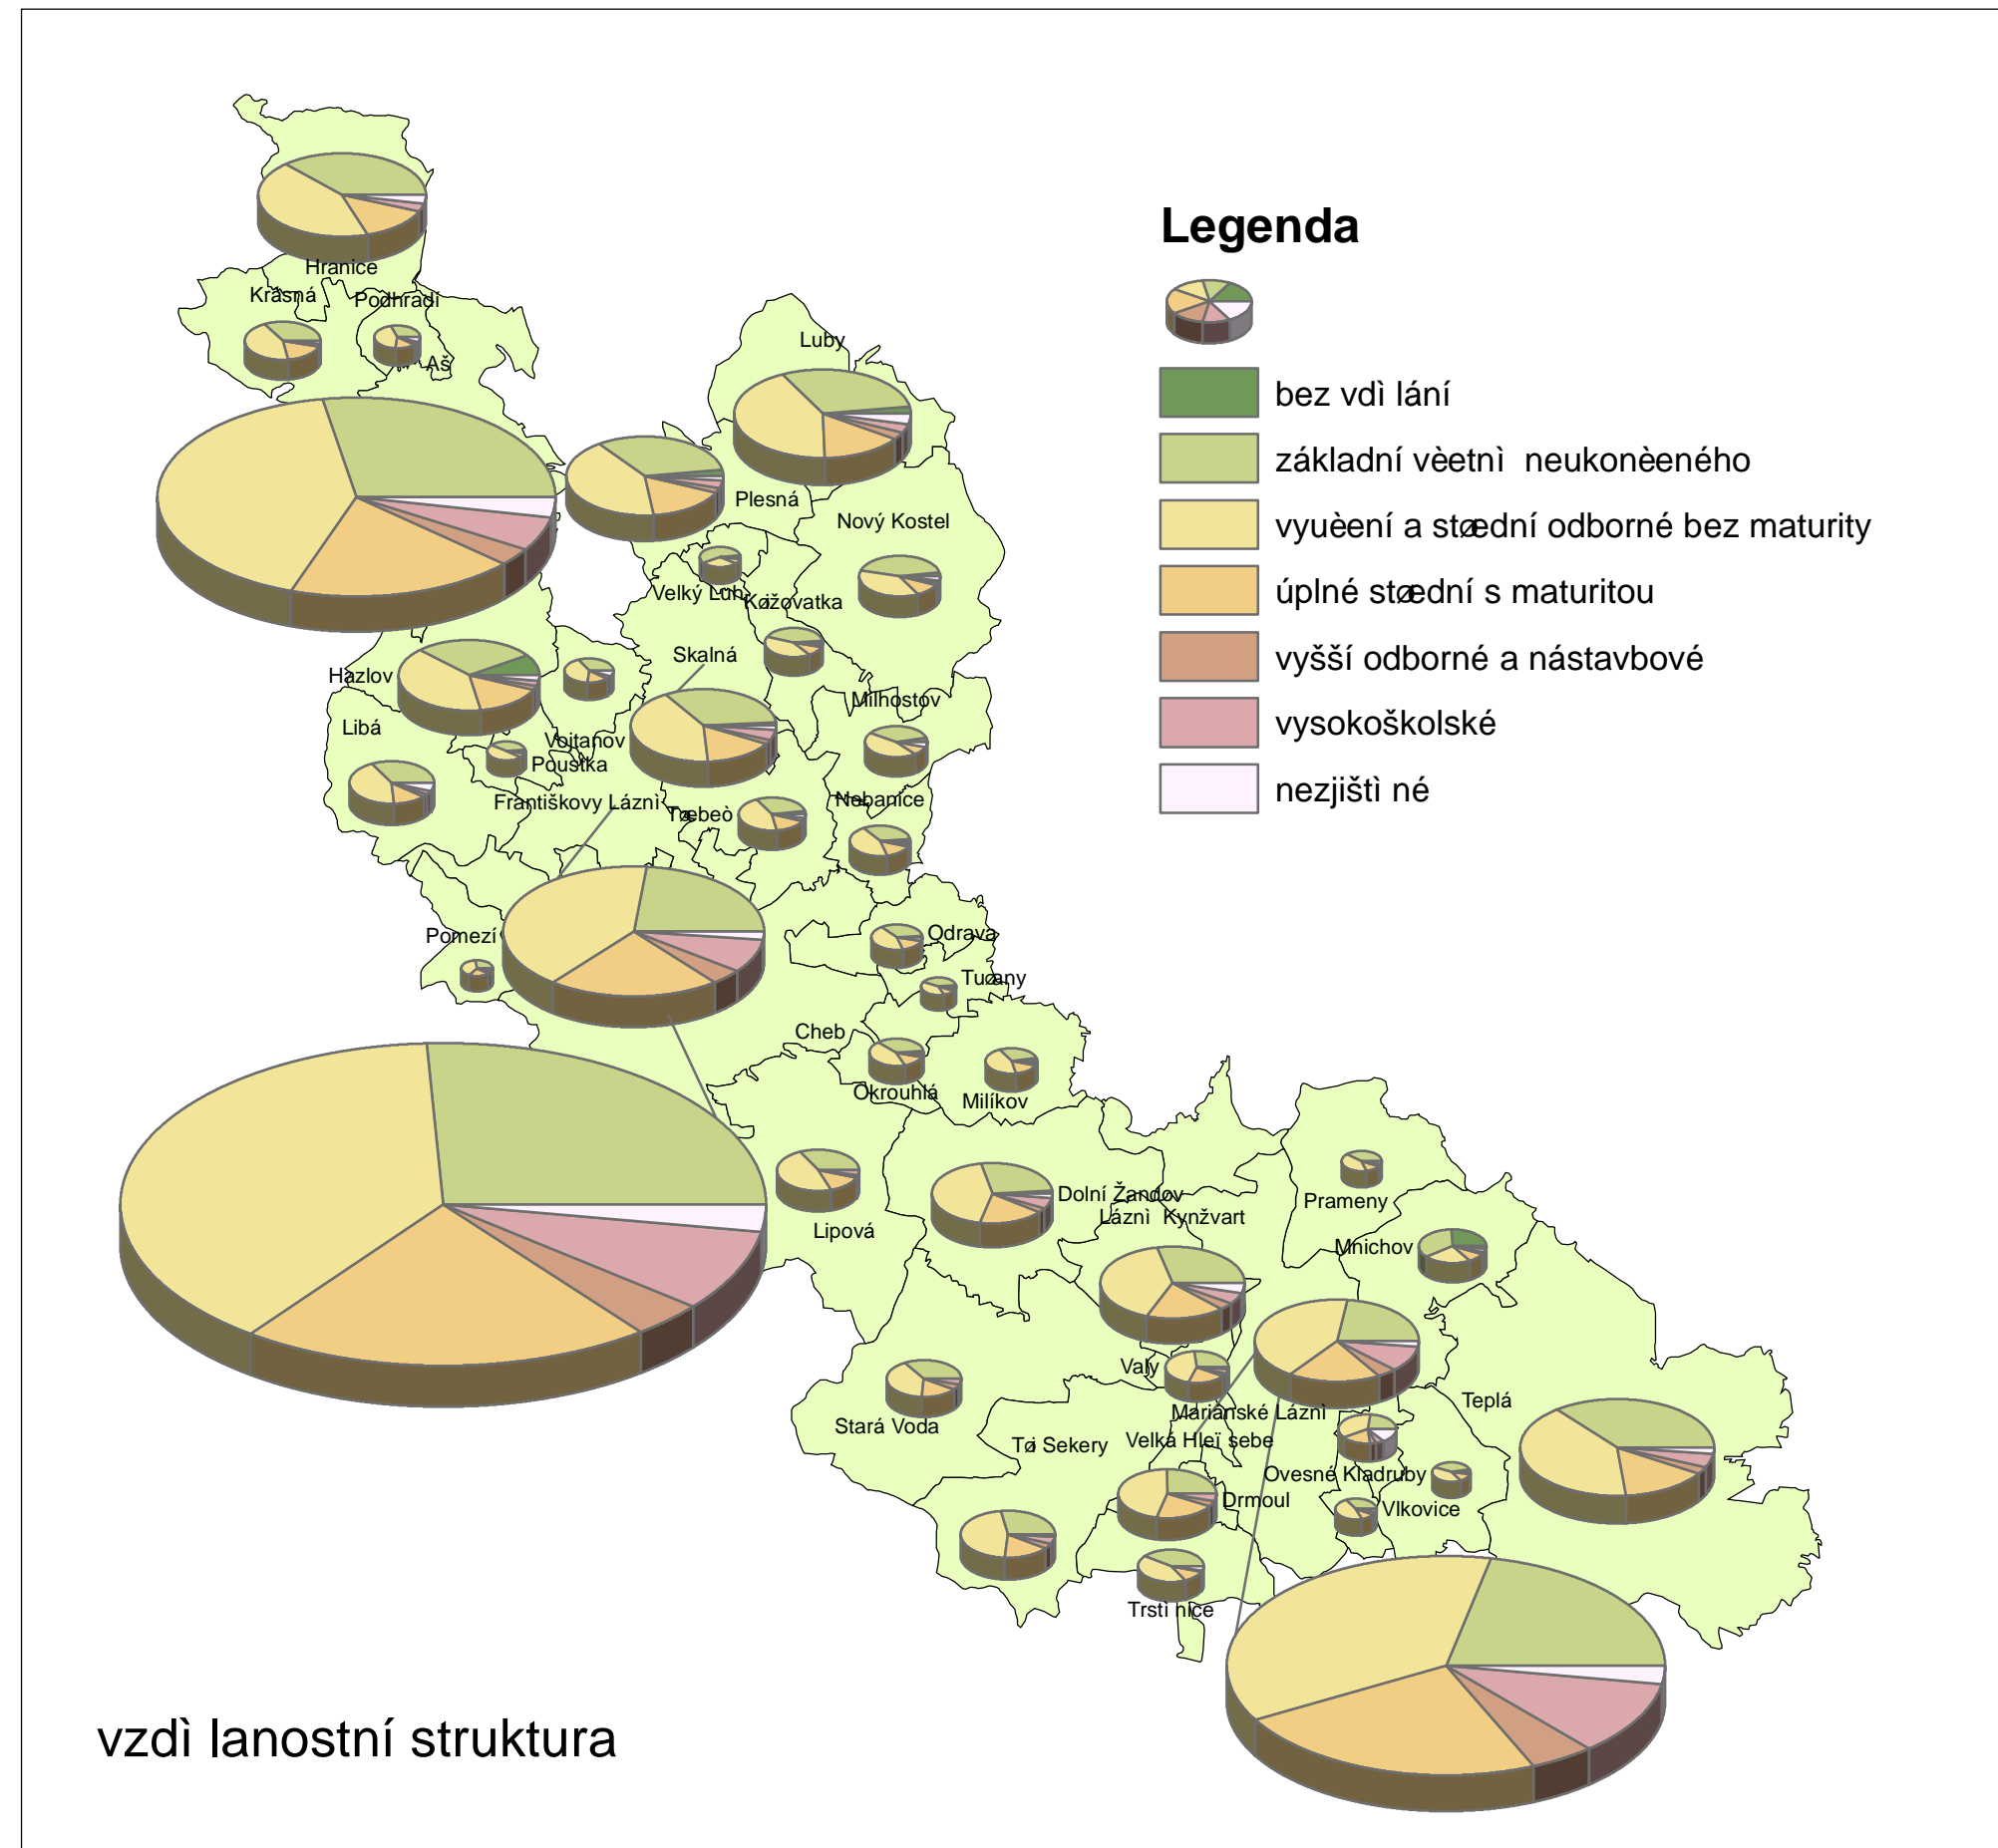 Legenda
bez vdì lání
základní vèetnì neukonèeného
vyuèení a støední odborné bez maturity
úplné støední s maturitou
vyšší odborné a nástavbové
vysokoškolské
nezjištì né
Hranice
Krásná
Podhradí
Aš
Luby
Plesná
Nový Kostel
Velký Luh
Køižovatka
Skalná
Hazlov
Milhostov
Libá
Vojtanov
Poustka
Františkovy Láznì
Tøebeò
Nebanice
Pomezí
Odrava
Tuøany
Cheb
Okrouhlá
Milíkov
Lipová
Dolní Žandov
Láznì Kynžvart
Prameny
Mnichov
Valy
Stará Voda
Mariánské Láznì
Teplá
Tøi Sekery
Velká Hleï sebe
Ovesné Kladruby
Drmoul
Vlkovice
Trstì nice
vzdì lanostní struktura